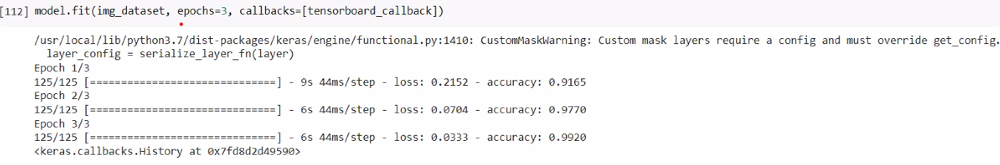 [112] model.fit(img_dataset, epochs=3, callbacks=[tensorboard_callback])
/usr/local/lib/python3.7/dist-packages/keras/engine/functional.py:1410: CustomMaskWarning: Custom mask layers require a config and must override get_config.
  layer_config = serialize_layer_fn(layer)
Epoch 1/3
125/125 [==============================] - 9s 44ms/step - loss: 0.2152 - accuracy: 0.9165
Epoch 2/3
125/125 [==============================] - 6s 44ms/step - loss: 0.0704 - accuracy: 0.9770
Epoch 3/3
125/125 [==============================] - 6s 44ms/step - loss: 0.0333 - accuracy: 0.9920
<keras.callbacks.History at 0x7fd8d2d49590>